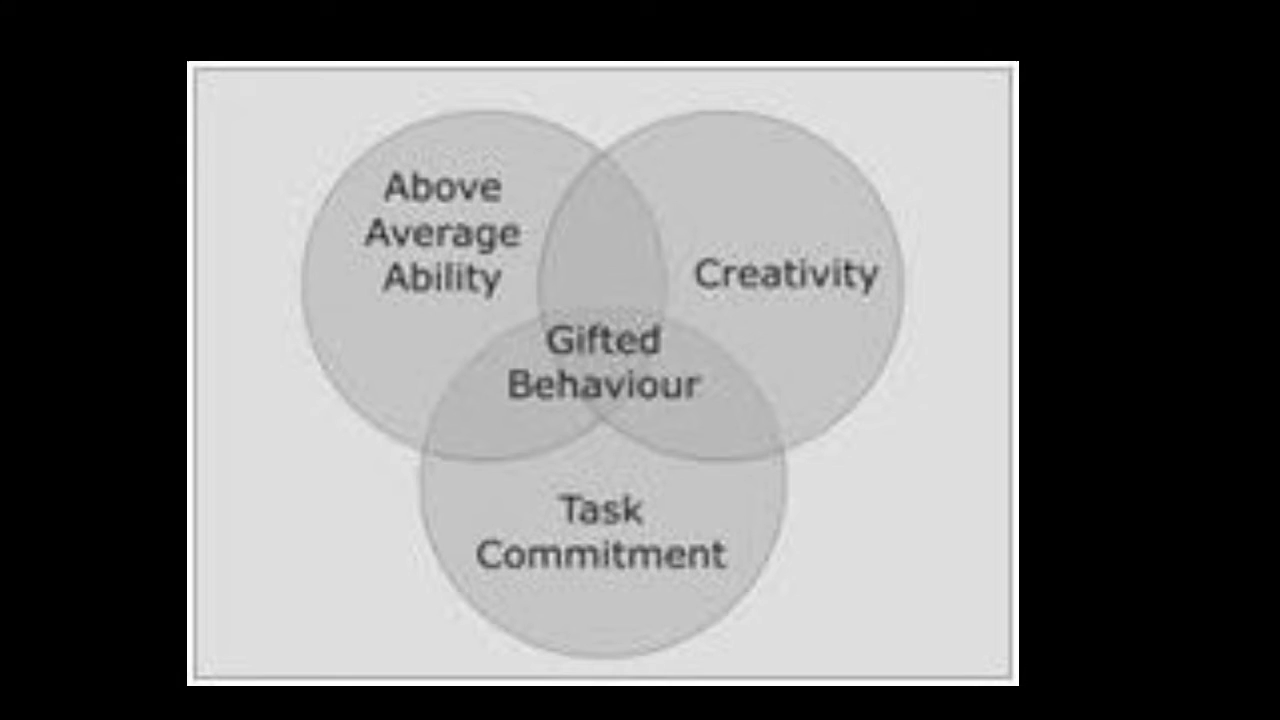 Above
Average
Ability
Creativity
Gifted
Behaviour
Task
Commitment